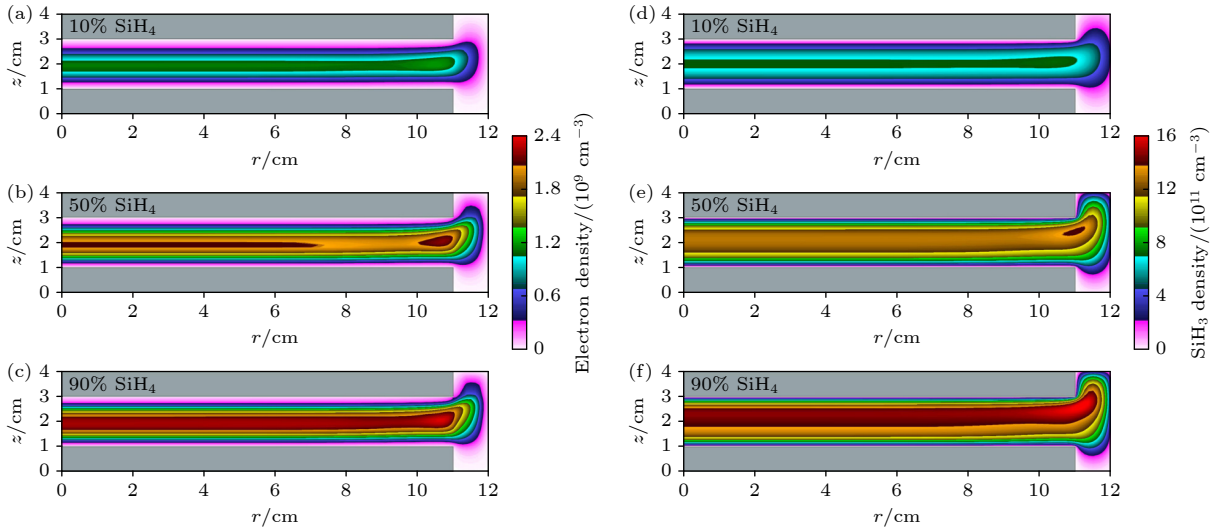 (a)
10% SiH₄
4
3
2
1
0
z/cm
0 2 4 6 8 10 12
r/cm
(b)
50% SiH₄
4
3
2
1
0
z/cm
0 2 4 6 8 10 12
r/cm
(c)
90% SiH₄
4
3
2
1
0
z/cm
0 2 4 6 8 10 12
r/cm
2.4
1.8
1.2
0.6
0
Electron density/(10⁹ cm⁻³)
(d)
10% SiH₄
4
3
2
1
0
z/cm
0 2 4 6 8 10 12
r/cm
(e)
50% SiH₄
4
3
2
1
0
z/cm
0 2 4 6 8 10 12
r/cm
(f)
90% SiH₄
4
3
2
1
0
z/cm
0 2 4 6 8 10 12
r/cm
16
12
8
4
0
SiH₃ density/(10¹¹ cm⁻³)